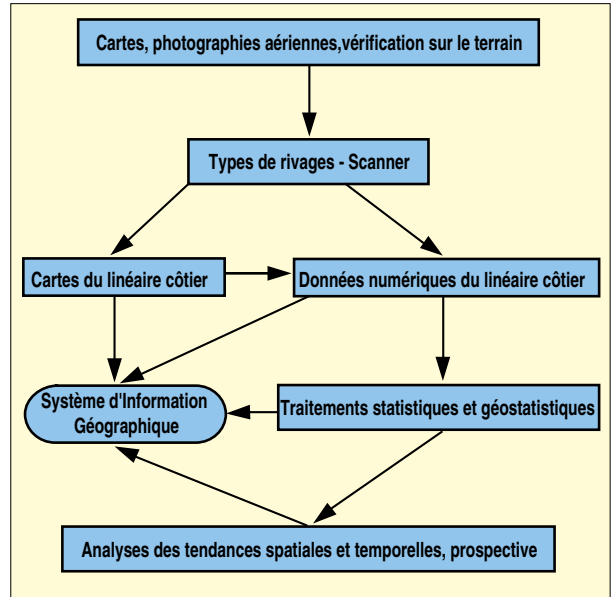 Cartes, photographies aériennes,vérification sur le terrain
Types de rivages - Scanner
Cartes du linéaire côtier
Données numériques du linéaire côtier
Système d'Information
Géographique
Traitements statistiques et géostatistiques
Analyses des tendances spatiales et temporelles, prospective